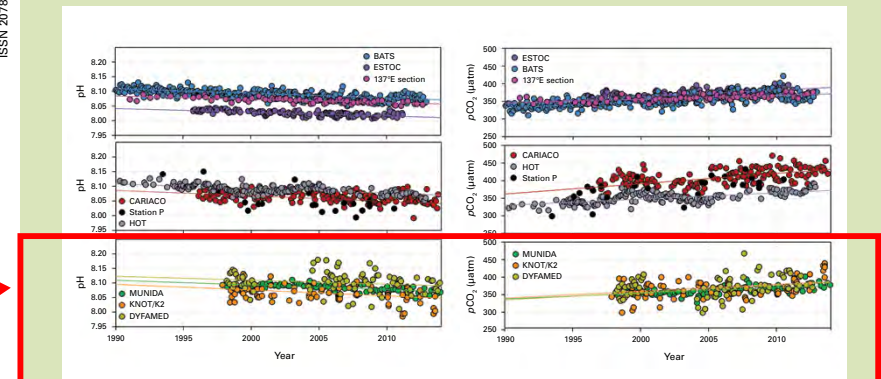 ISSN 2078
8.20
8.15
8.10
8.05
8.00
7.95
pH
BATS
ESTOC
137°E section
500
450
400
350
300
250
pCO₂ (µatm)
ESTOC
BATS
137°E section
8.20
8.15
8.10
8.05
8.00
7.95
pH
CARIACO
Station P
HOT
500
450
400
350
300
250
pCO₂ (µatm)
CARIACO
HOT
Station P
8.20
8.15
8.10
8.05
8.00
7.95
pH
MUNIDA
KNOT/K2
DYFAMED
1990 1995 2000 2005 2010
Year
500
450
400
350
300
250
pCO₂ (µatm)
MUNIDA
KNOT/K2
DYFAMED
1990 1995 2000 2005 2010
Year